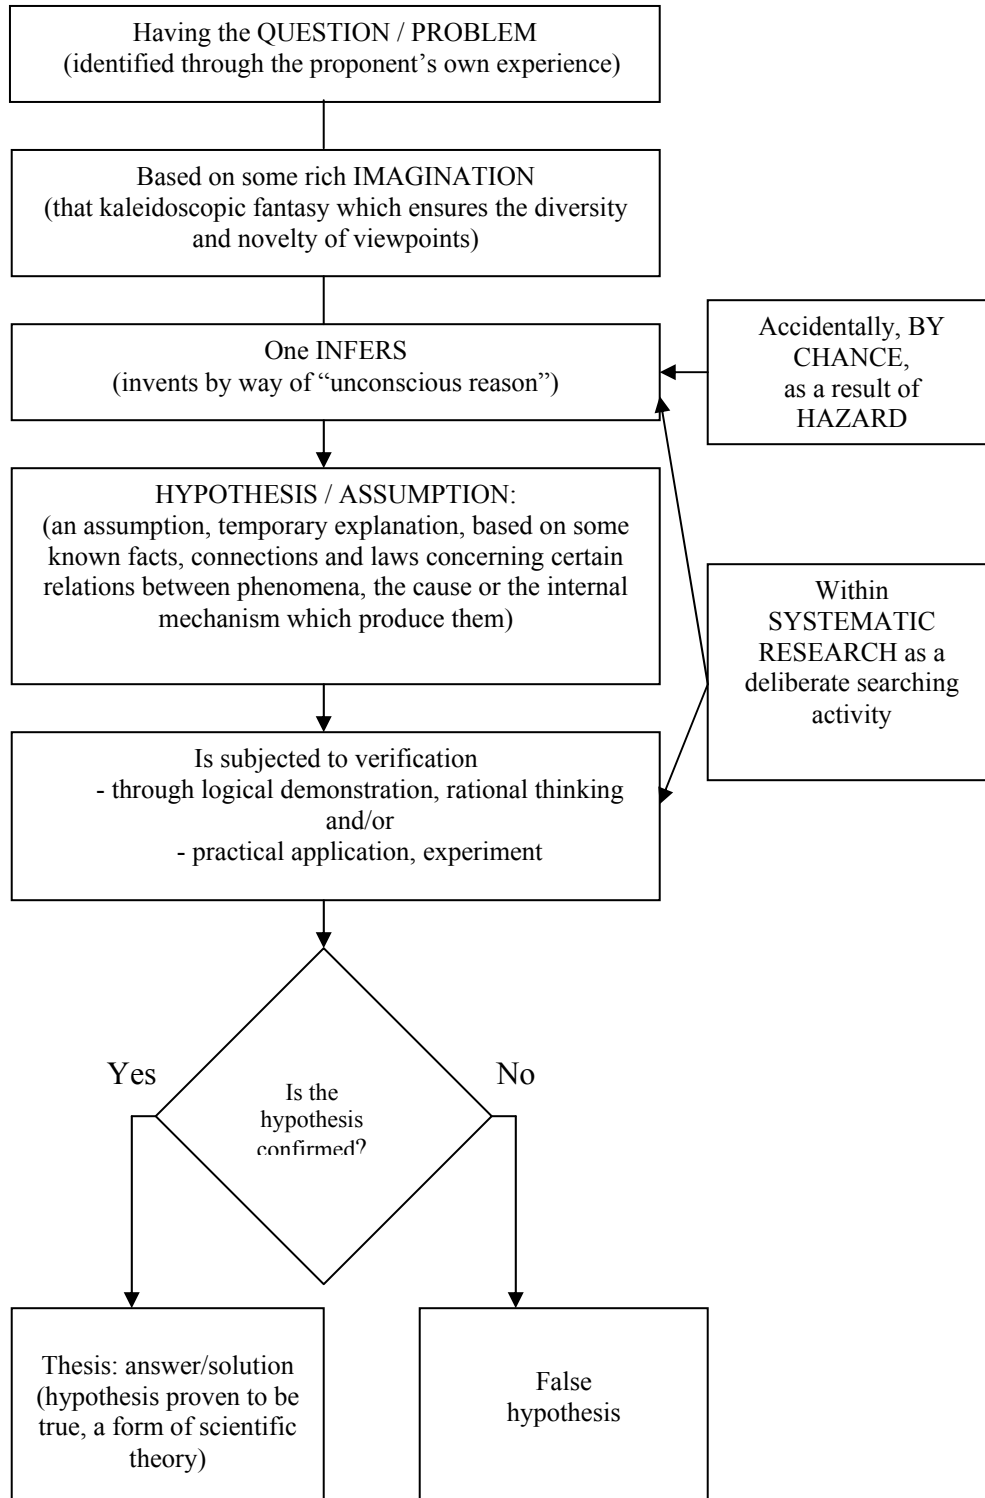 Having the QUESTION / PROBLEM
(identified through the proponent’s own experience)
Based on some rich IMAGINATION
(that kaleidoscopic fantasy which ensures the diversity
and novelty of viewpoints)
One INFERS
(invents by way of “unconscious reason”)
Accidentally, BY
CHANCE,
as a result of
HAZARD
HYPOTHESIS / ASSUMPTION:
(an assumption, temporary explanation, based on some
known facts, connections and laws concerning certain
relations between phenomena, the cause or the internal
mechanism which produce them)
Within
SYSTEMATIC
RESEARCH as a
deliberate searching
activity
Is subjected to verification
- through logical demonstration, rational thinking
and/or
- practical application, experiment
Yes
No
Is the
hypothesis
confirmed?
Thesis: answer/solution
(hypothesis proven to be
true, a form of scientific
theory)
False
hypothesis